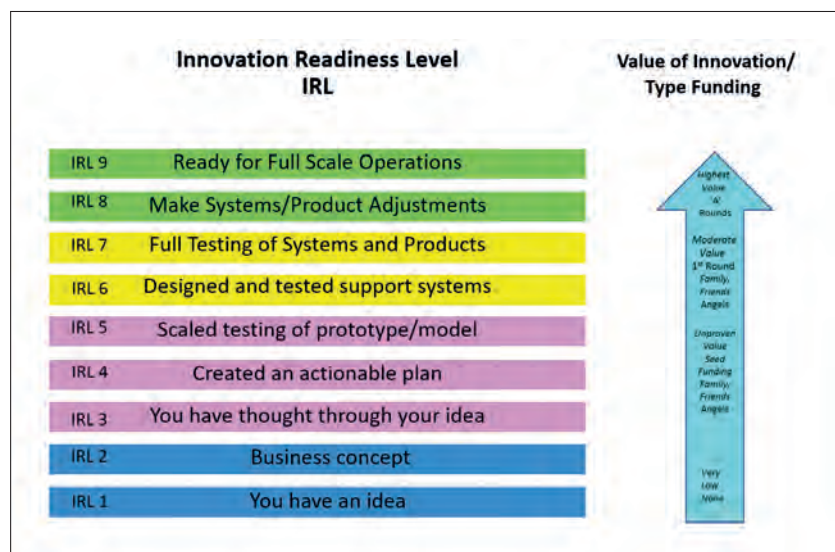 Innovation Readiness Level
IRL
Value of Innovation/
Type Funding
IRL 9 Ready for Full Scale Operations
IRL 8 Make Systems/Product Adjustments
IRL 7 Full Testing of Systems and Products
IRL 6 Designed and tested support systems
IRL 5 Scaled testing of prototype/model
IRL 4 Created an actionable plan
IRL 3 You have thought through your idea
IRL 2 Business concept
IRL 1 You have an idea
Highest
Value
'A'
Rounds
Moderate
Value
1st Round
Family,
Friends
Angels
Unproven
Value
Seed
Funding
Family,
Friends
Angels
Very
Low
None